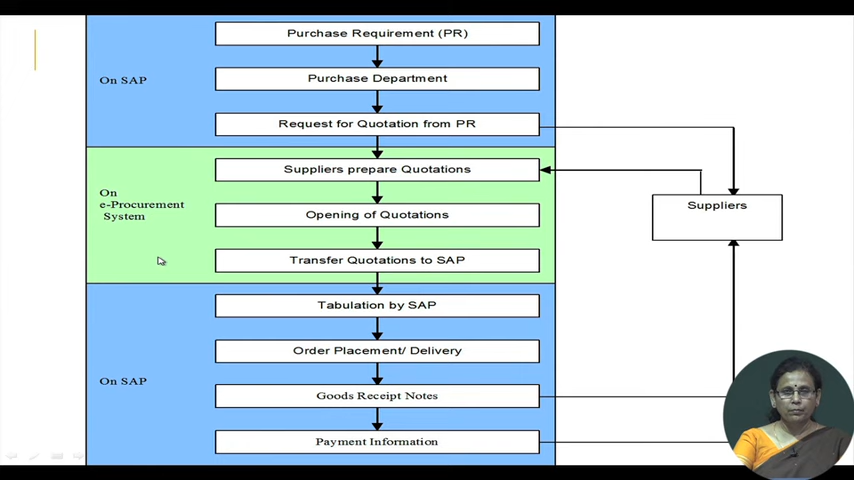 Purchase Requirement (PR)
On SAP
Purchase Department
Request for Quotation from PR
Suppliers prepare Quotations
On
e-Procurement
System
Opening of Quotations
Suppliers
Transfer Quotations to SAP
Tabulation by SAP
Order Placement/ Delivery
On SAP
Goods Receipt Notes
Payment Information